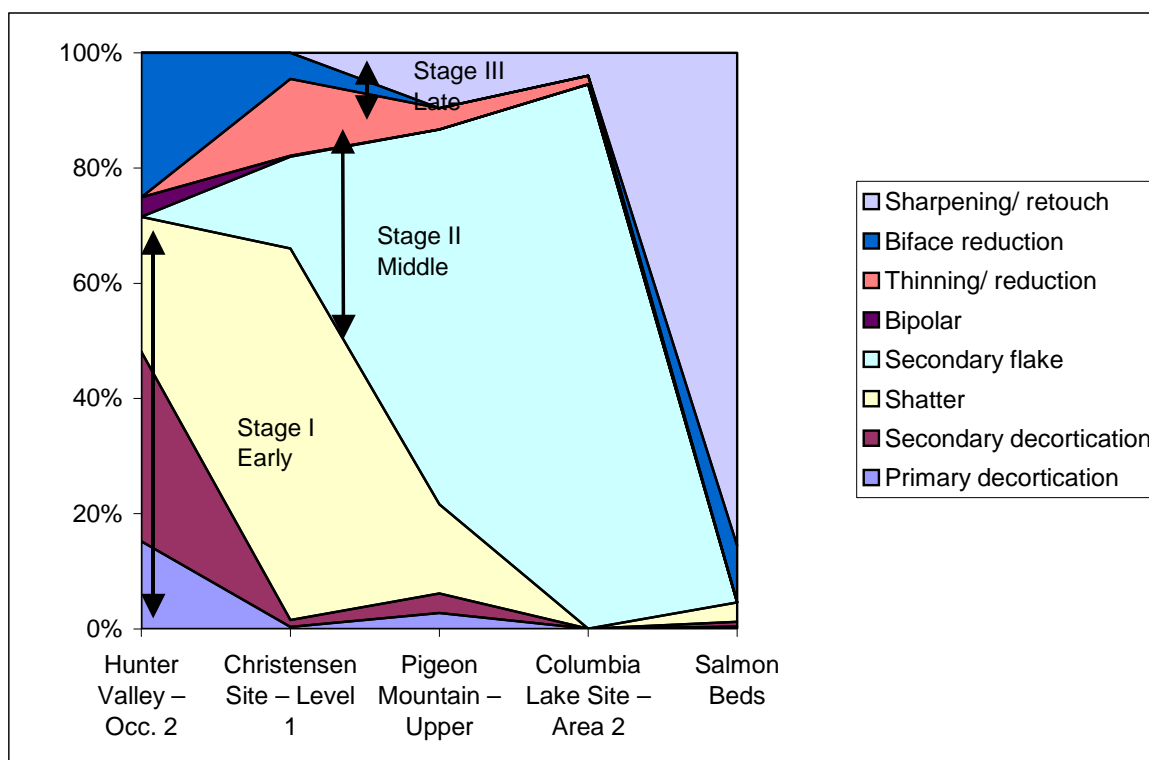 100%
80%
60%
40%
20%
0%
Stage III
Late
Stage II
Middle
Stage I
Early
Hunter
Valley –
Occ. 2
Christensen
Site – Level
1
Pigeon
Mountain –
Upper
Columbia
Lake Site –
Area 2
Salmon
Beds
Sharpening/ retouch
Biface reduction
Thinning/ reduction
Bipolar
Secondary flake
Shatter
Secondary decortication
Primary decortication